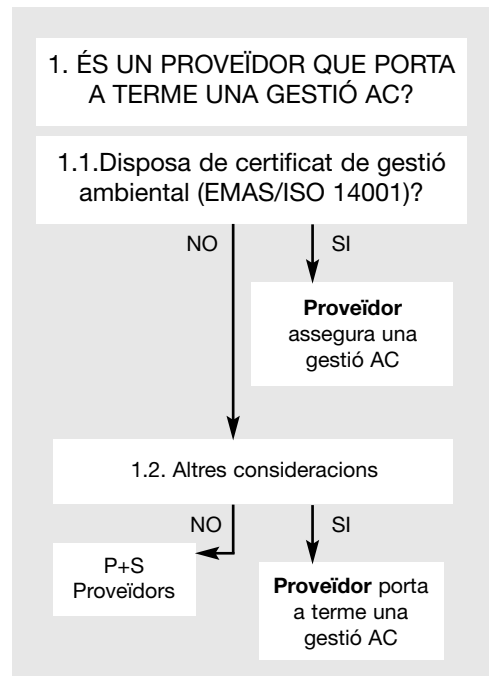 1. ÉS UN PROVEÏDOR QUE PORTA
A TERME UNA GESTIÓ AC?
1.1.Disposa de certificat de gestió
ambiental (EMAS/ISO 14001)?
NO
SI
Proveïdor
assegura una
gestió AC
1.2. Altres consideracions
NO
SI
P+S
Proveïdors
Proveïdor porta
a terme una
gestió AC